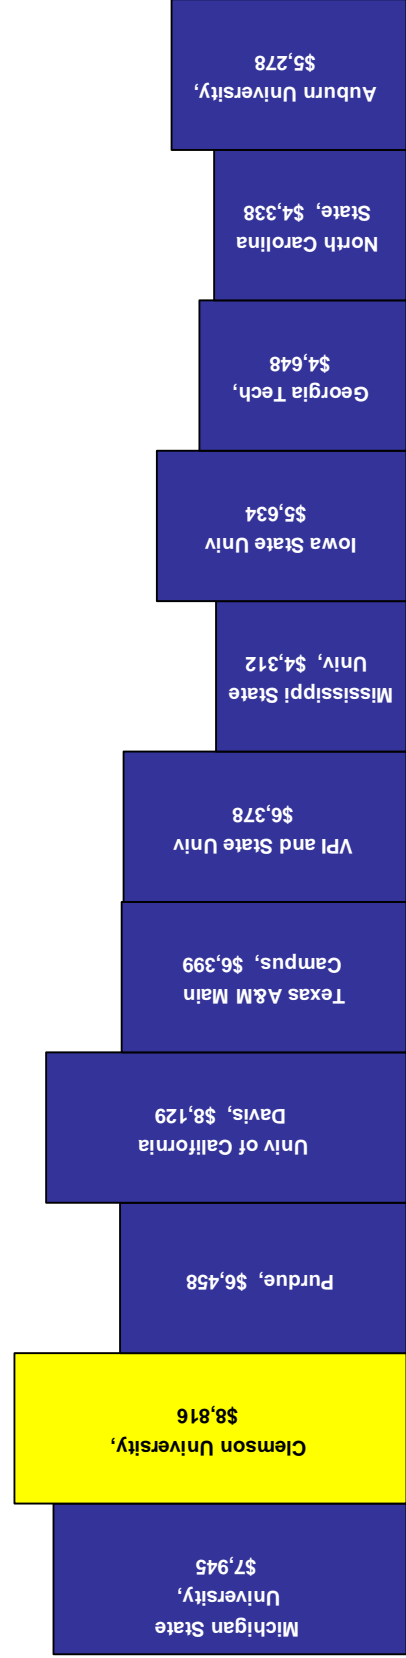 Michigan State
University,
$7,945
Clemson University,
$8,816
Purdue, $6,458
Univ of California
Davis, $8,129
Texas A&M Main
Campus, $6,399
VPI and State Univ
$6,378
Mississippi State
Univ, $4,312
Iowa State Univ
$5,634
Georgia Tech,
$4,648
North Carolina
State, $4,338
Auburn University,
$5,278